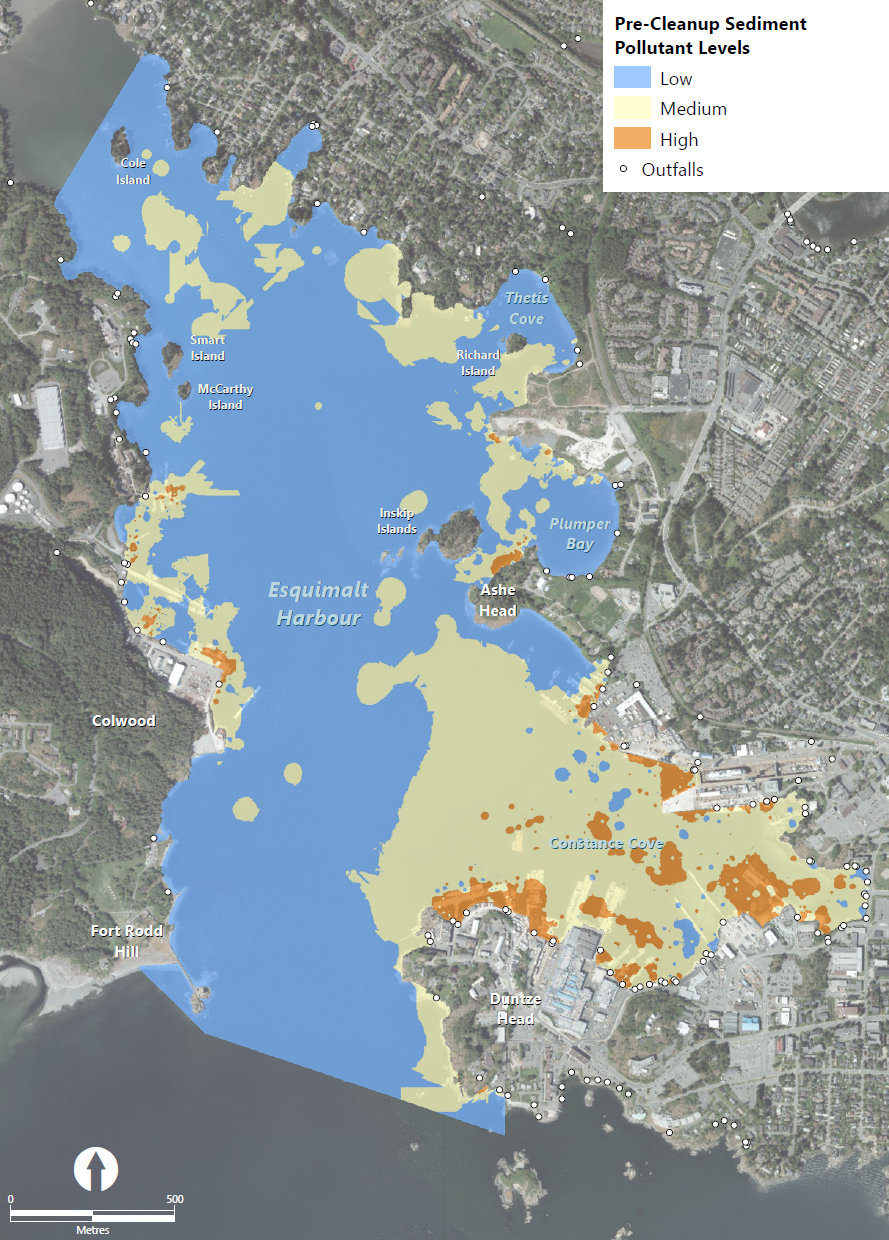 Pre-Cleanup Sediment
Pollutant Levels
Low
Medium
High
Outfalls
Cole
Island
Thetis
Cove
Smart
Island
Richard
Island
McCarthy
Island
Inskip
Islands
Plumper
Bay
Esquimalt
Harbour
Ashe
Head
Colwood
Constance Cove
Fort Rodd
Hill
Duntze
Head
0
500
Metres